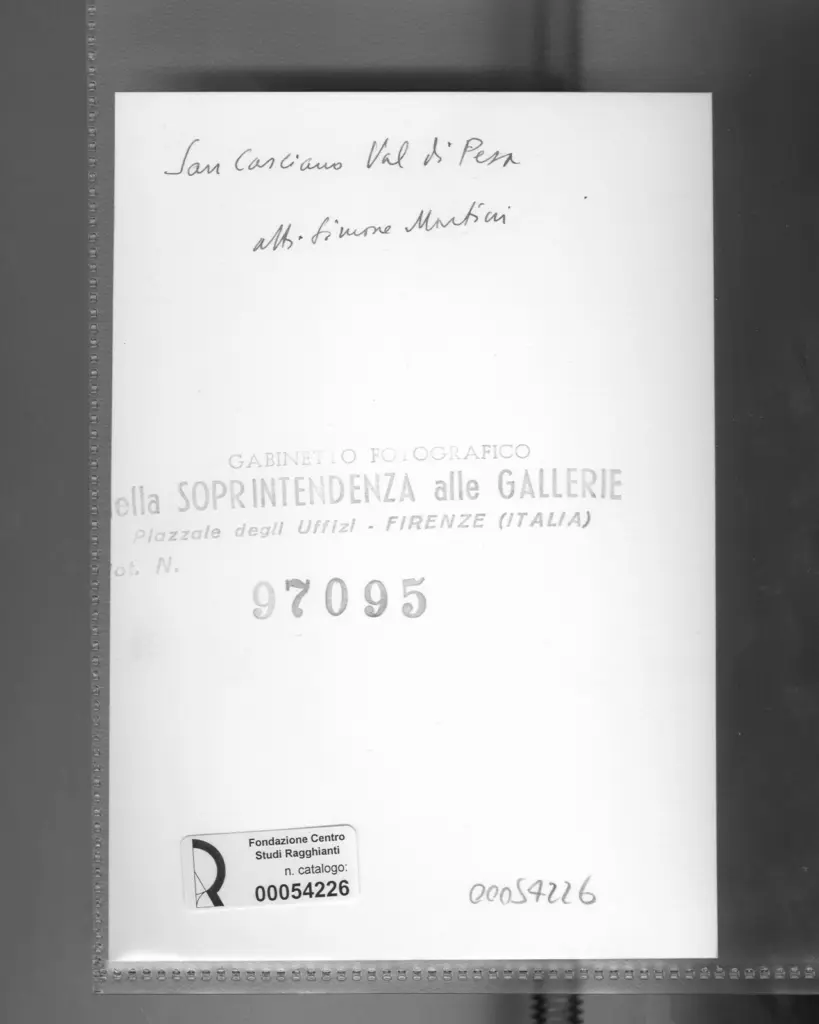 San Casciano Val di Pesa
attr. Simone Martini
GABINETTO FOTOGRAFICO
ella SOPRINTENDENZA alle GALLERIE
Piazzale degli Uffizi - FIRENZE (ITALIA)
ot. N.
97095
Fondazione Centro
Studi Ragghianti
n. catalogo:
00054226
00054226